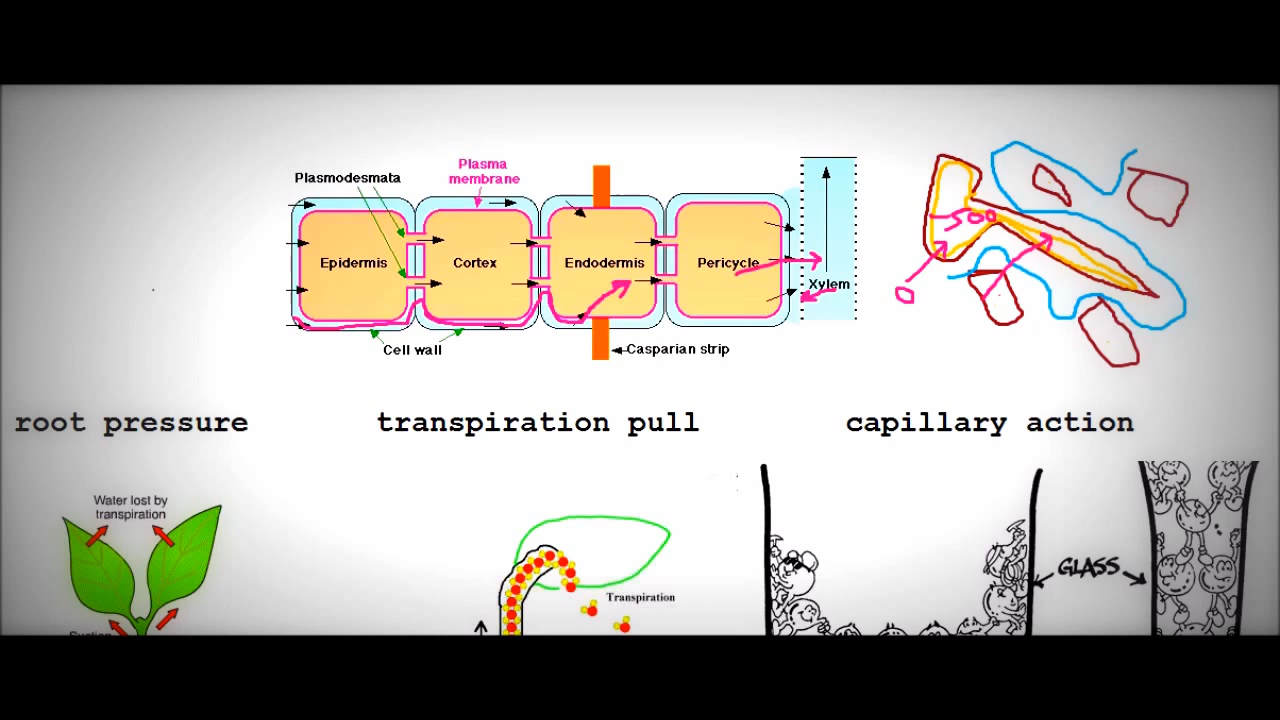 Plasma
membrane
Plasmodesmata
Epidermis
Cortex
Endodermis
Pericycle
Xylem
Cell wall
Casparian strip
root pressure
transpiration pull
capillary action
Water lost by
transpiration
Transpiration
GLASS